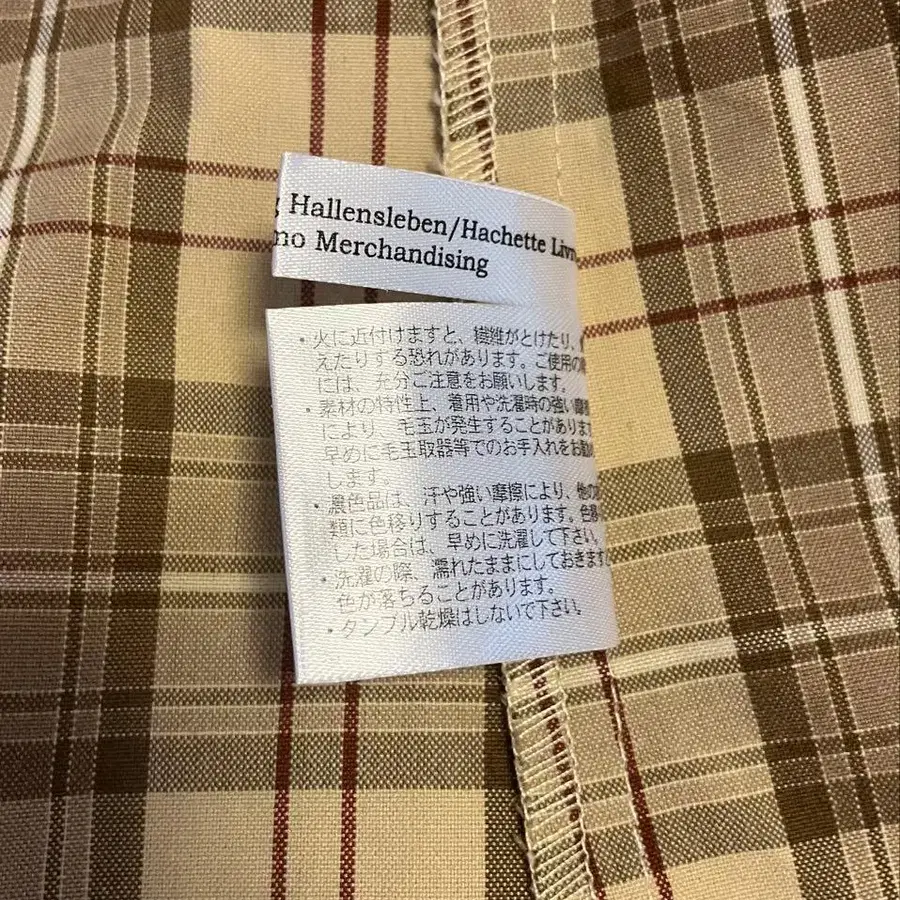 Hallensleben/Hachette
Merchandising
・火に近付けますと、繊維がとけたり、
えたりする恐れがあります。ご使用の
には、充分ご注意をお願いします。
・素材の特性上、着用や洗濯時の強い
により　毛玉が発生することがあります
早めに毛玉取器等でのお手入れをお
します
・濃色品は、汗や強い摩擦により、他の
類に色移りすることがあります。色
た場合は、早めに洗濯して下さい。
・洗濯の際、濡れたままにしておきますと
色が落ちることがあります。
・タンブル乾燥はしないで下さい。